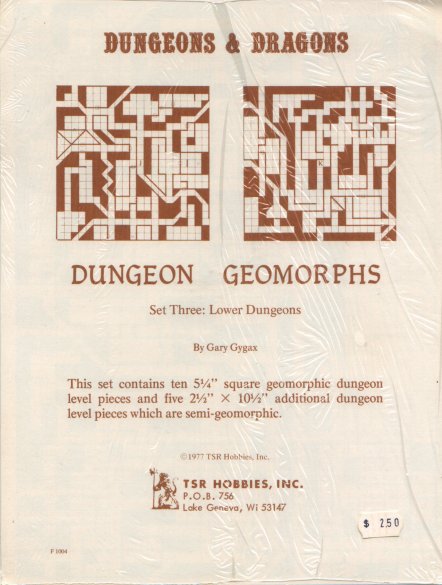 DUNGEONS & DRAGONS
DUNGEON GEOMORPHS
Set Three: Lower Dungeons
By Gary Gygax
This set contains ten 5¼” square geomorphic dungeon
level pieces and five 2½” × 10½” additional dungeon
level pieces which are semi-geomorphic.
©1977 TSR Hobbies, Inc.
TSR HOBBIES, INC.
P.O.B. 756
Lake Geneva, Wi 53147
$ 2.50
F 1004